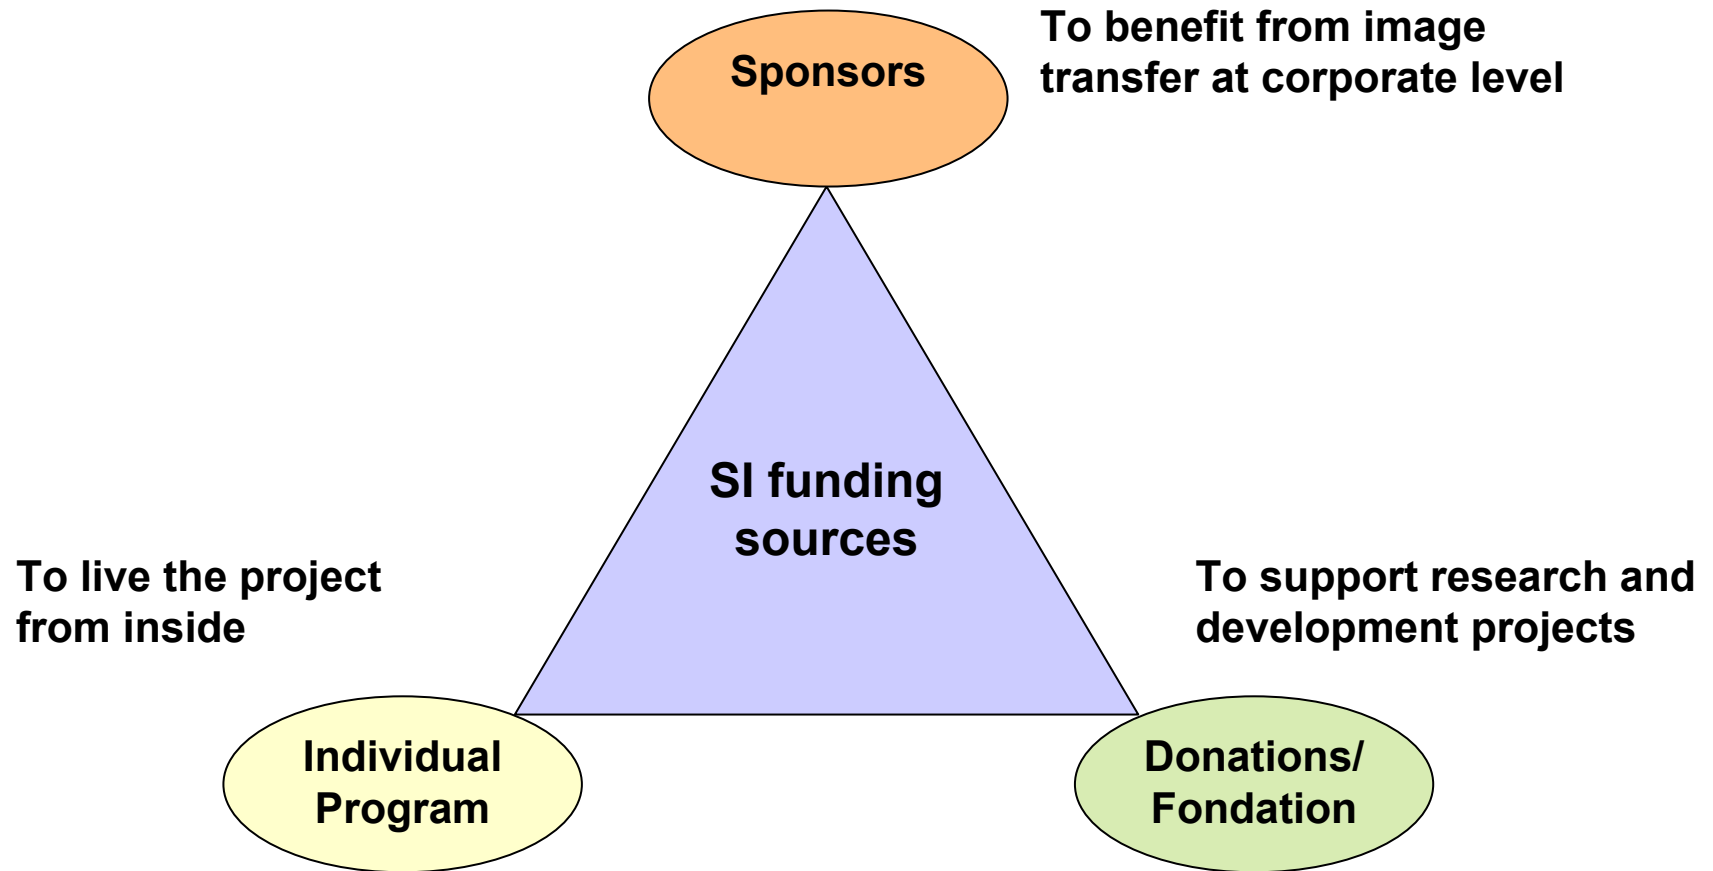 Sponsors
To benefit from image
transfer at corporate level
SI funding
sources
To live the project
from inside
To support research and
development projects
Individual
Program
Donations/
Fondation